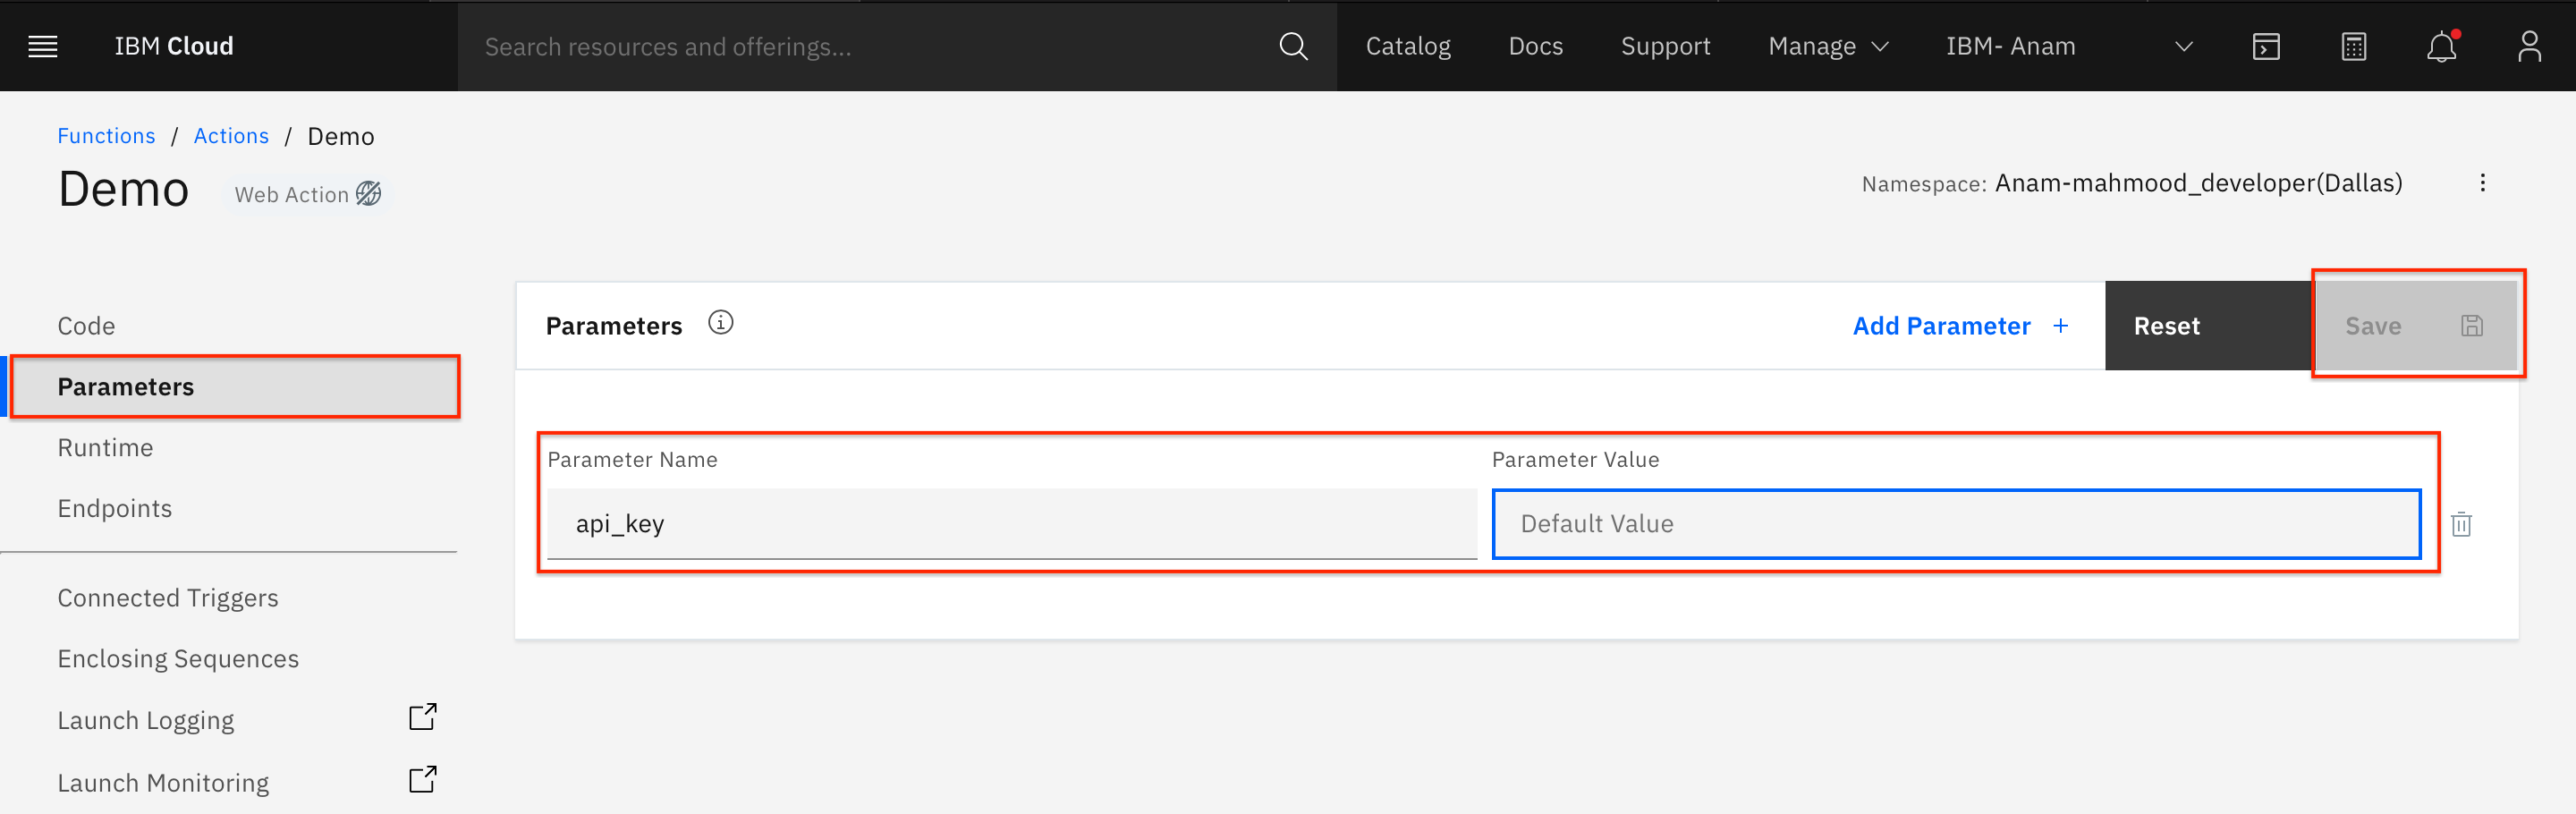 IBM Cloud
Search resources and offerings...
Catalog
Docs
Support
Manage
IBM- Anam
Functions / Actions / Demo
Demo
Web Action
Namespace: Anam-mahmood_developer(Dallas)
Code
Parameters
Runtime
Endpoints
Connected Triggers
Enclosing Sequences
Launch Logging
Launch Monitoring
Parameters
Add Parameter +
Reset
Save
Parameter Name
Parameter Value
api_key
Default Value